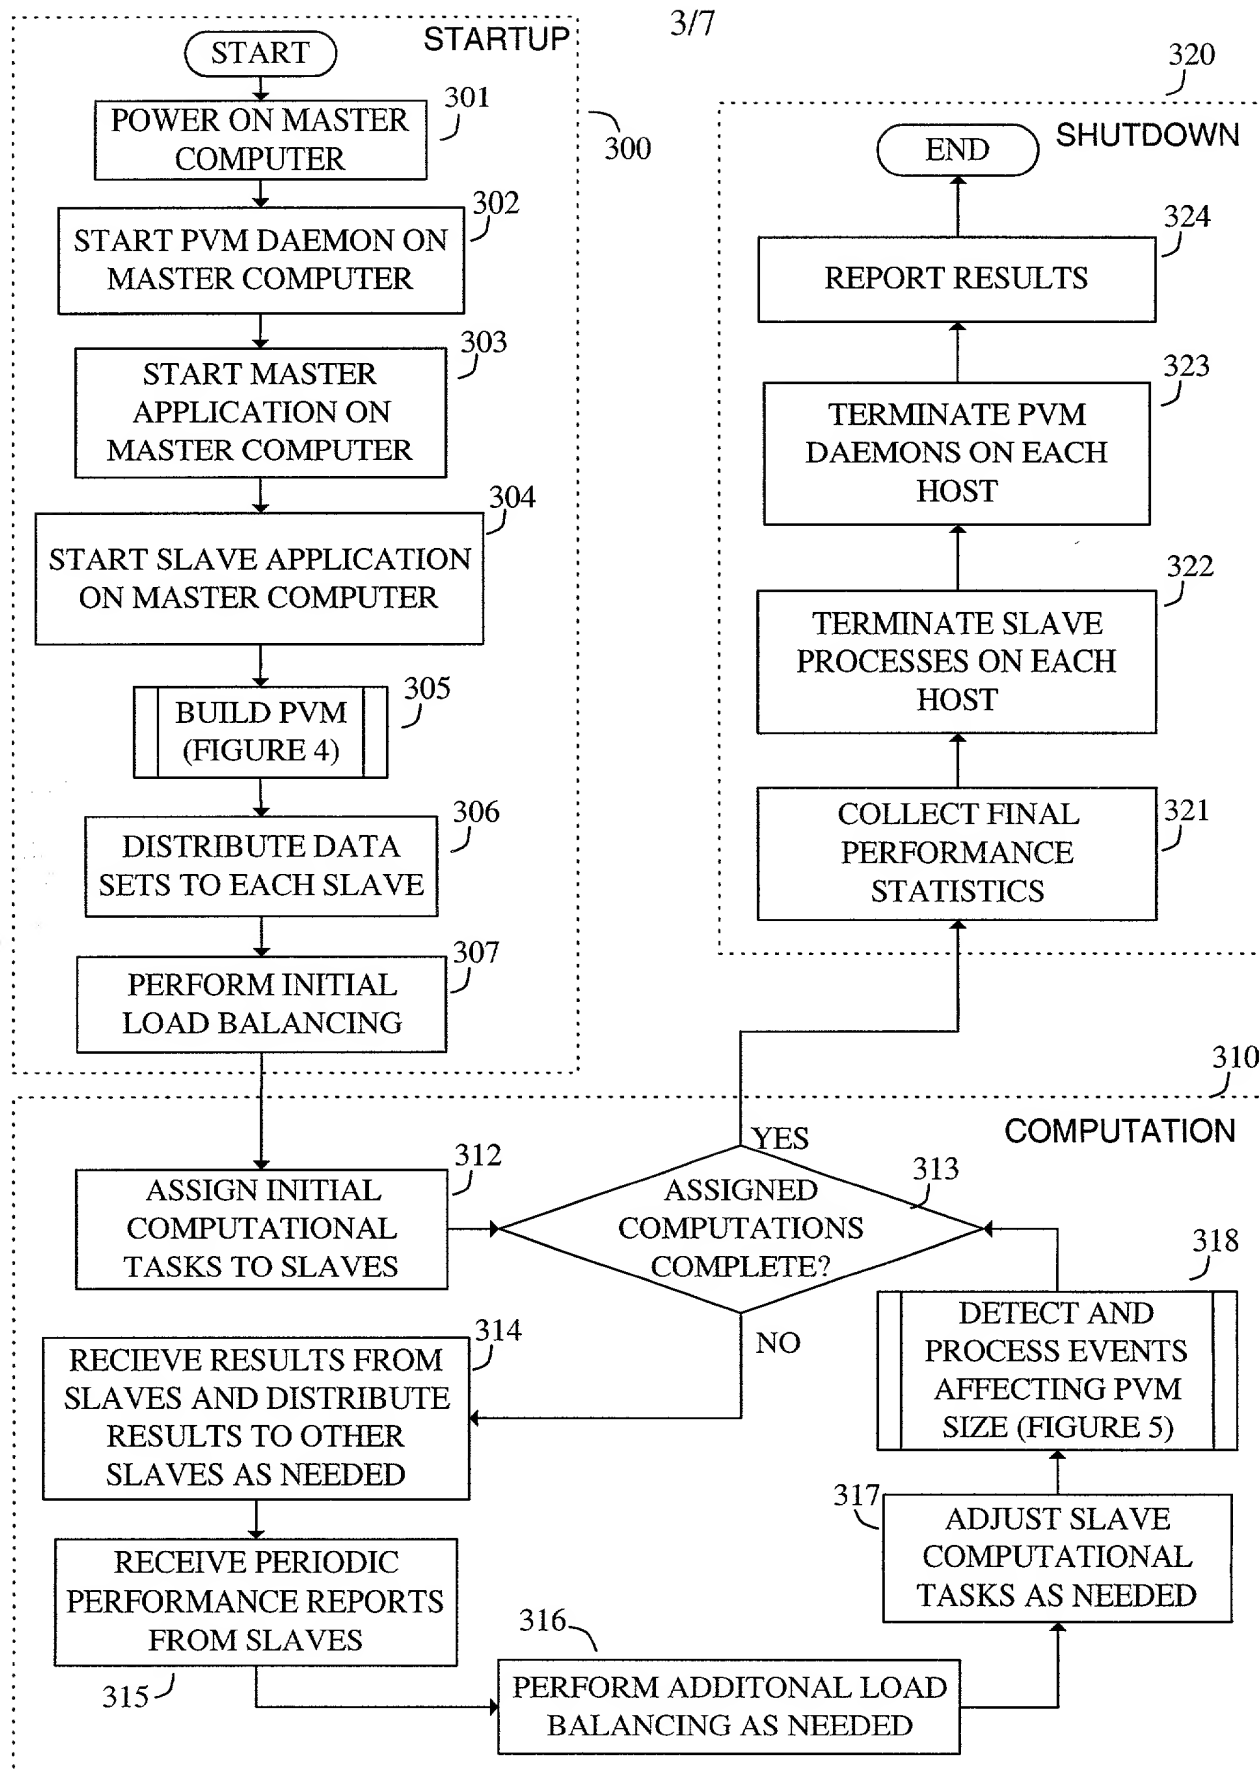 3/7
STARTUP
300
START
301
POWER ON MASTER
COMPUTER
302
START PVM DAEMON ON
MASTER COMPUTER
303
START MASTER
APPLICATION ON
MASTER COMPUTER
304
START SLAVE APPLICATION
ON MASTER COMPUTER
305
BUILD PVM
(FIGURE 4)
306
DISTRIBUTE DATA
SETS TO EACH SLAVE
307
PERFORM INITIAL
LOAD BALANCING
320
SHUTDOWN
END
324
REPORT RESULTS
323
TERMINATE PVM
DAEMONS ON EACH
HOST
322
TERMINATE SLAVE
PROCESSES ON EACH
HOST
321
COLLECT FINAL
PERFORMANCE
STATISTICS
310
COMPUTATION
312
ASSIGN INITIAL
COMPUTATIONAL
TASKS TO SLAVES
YES
313
ASSIGNED
COMPUTATIONS
COMPLETE?
NO
314
RECIEVE RESULTS FROM
SLAVES AND DISTRIBUTE
RESULTS TO OTHER
SLAVES AS NEEDED
RECEIVE PERIODIC
PERFORMANCE REPORTS
FROM SLAVES
315
316
PERFORM ADDITONAL LOAD
BALANCING AS NEEDED
317
ADJUST SLAVE
COMPUTATIONAL
TASKS AS NEEDED
318
DETECT AND
PROCESS EVENTS
AFFECTING PVM
SIZE (FIGURE 5)